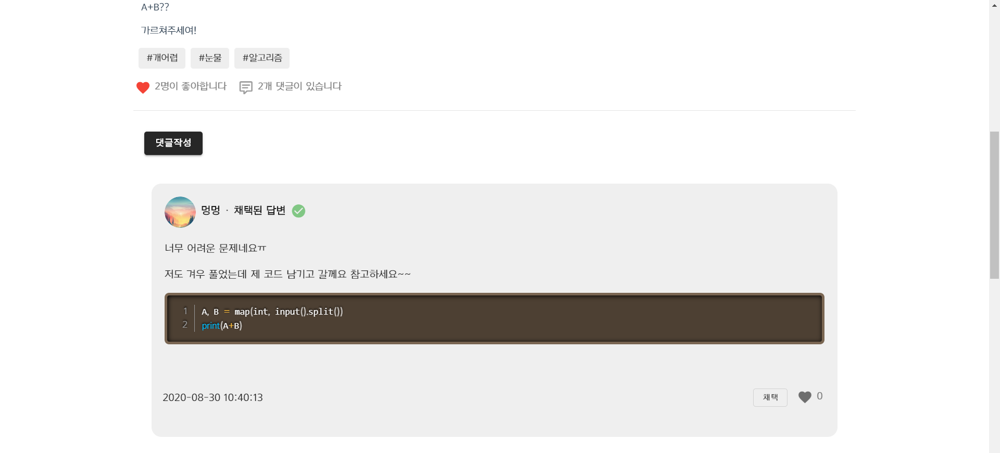 A+B??
가르쳐주세여!
#개어렵 #눈물 #알고리즘
2명이 좋아합니다 2개 댓글이 있습니다
댓글작성
멍멍 · 채택된 답변
너무 어려운 문제네요ㅠ
저도 겨우 풀었는데 제 코드 남기고 갈께요 참고하세요~~
1 A, B = map(int, input().split())
2 print(A+B)
2020-08-30 10:40:13 채택 0